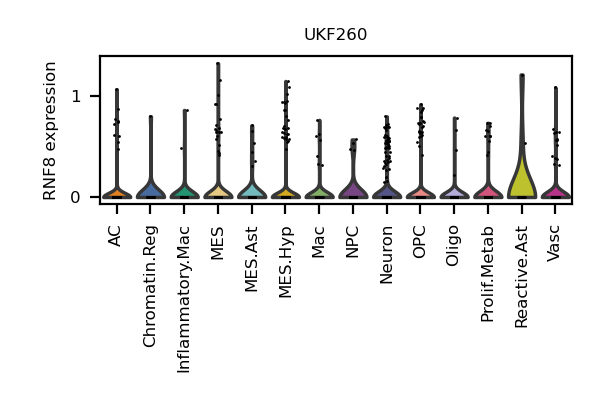 UKF260
RNF8 expression
1
0
AC
Chromatin.Reg
Inflammatory.Mac
MES
MES.Ast
MES.Hyp
Mac
NPC
Neuron
OPC
Oligo
Prolif.Metab
Reactive.Ast
Vasc